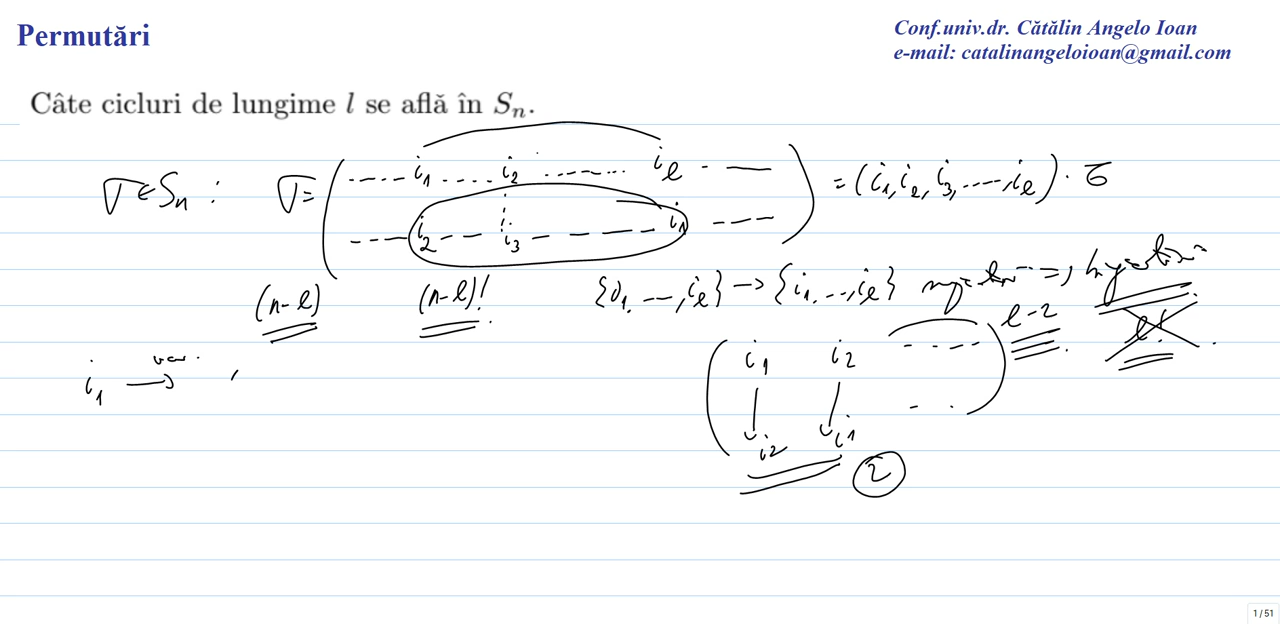 Permutări
Conf.univ.dr. Cătălin Angelo Ioan
e-mail: catalinangeloioan@gmail.com
Câte cicluri de lungime l se află în Sₙ.
σ ∈ Sₙ : σ = ( ---- i₁ .... i₂ ........ iₗ - — ) = (i₁, i₂, i₃, ..., iₗ) · σ
--- i₂ -- i₃ ----- i₁ ---
(n-l) (n-l)! { , --, iₗ} -> {i₁, .., iₗ} => l-2 l!
i₁ -> var. ,
( i₁ i₂ ---- )
i₂ i₁ - .
2
1 / 51